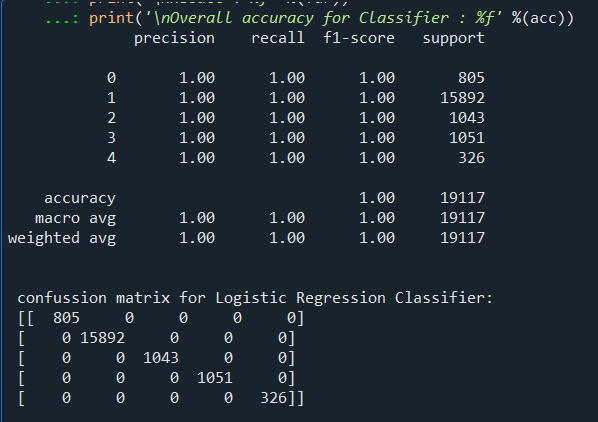 ...: print('\nOverall accuracy for Classifier : %f' %(acc))
precision recall f1-score support
0 1.00 1.00 1.00 805
1 1.00 1.00 1.00 15892
2 1.00 1.00 1.00 1043
3 1.00 1.00 1.00 1051
4 1.00 1.00 1.00 326
accuracy 1.00 19117
macro avg 1.00 1.00 1.00 19117
weighted avg 1.00 1.00 1.00 19117
confussion matrix for Logistic Regression Classifier:
[[ 805 0 0 0 0]
[ 0 15892 0 0 0]
[ 0 0 1043 0 0]
[ 0 0 0 1051 0]
[ 0 0 0 0 326]]